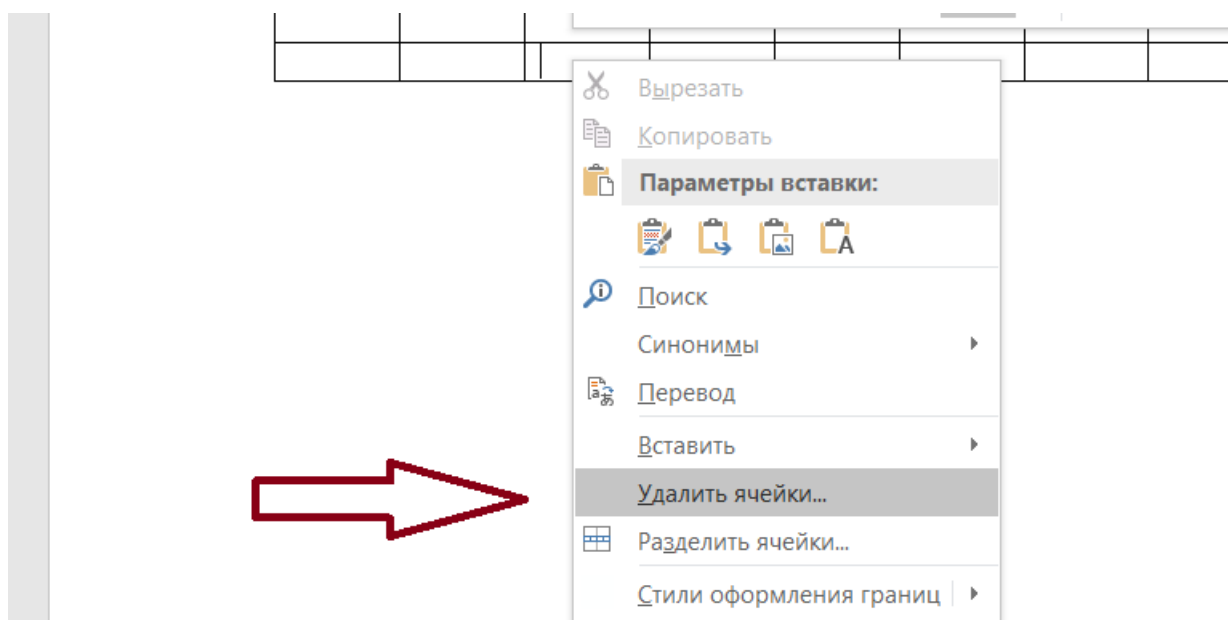 Вырезать
Копировать
Параметры вставки:
Поиск
Синонимы
Перевод
Вставить
Удалить ячейки...
Разделить ячейки...
Стили оформления границ